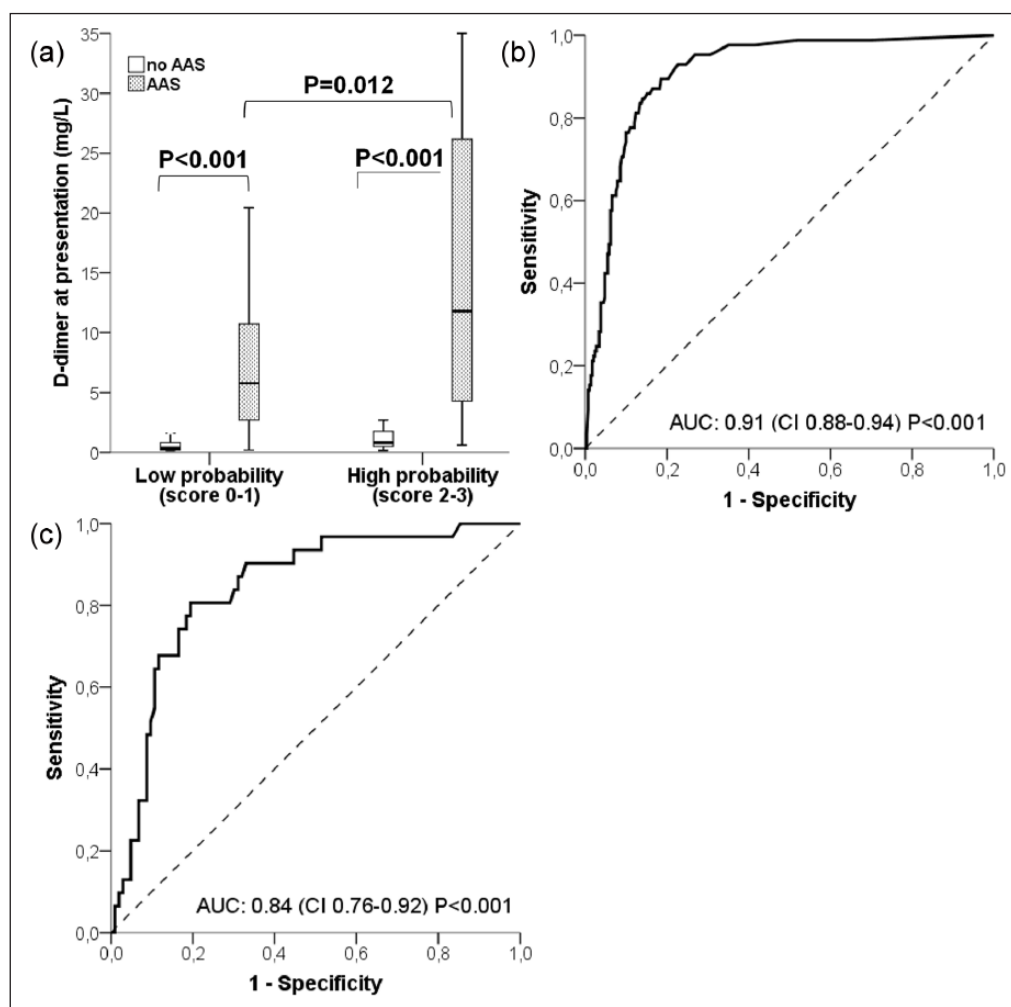 (a)
no AAS
AAS
D-dimer at presentation (mg/L)
35
30
25
20
15
10
5
0
P=0.012
P<0.001
P<0.001
Low probability
(score 0-1)
High probability
(score 2-3)
(b)
Sensitivity
1,0
0,8
0,6
0,4
0,2
0,0
AUC: 0.91 (CI 0.88-0.94) P<0.001
0,0 0,2 0,4 0,6 0,8 1,0
1 - Specificity
(c)
Sensitivity
1,0
0,8
0,6
0,4
0,2
0,0
AUC: 0.84 (CI 0.76-0.92) P<0.001
0,0 0,2 0,4 0,6 0,8 1,0
1 - Specificity